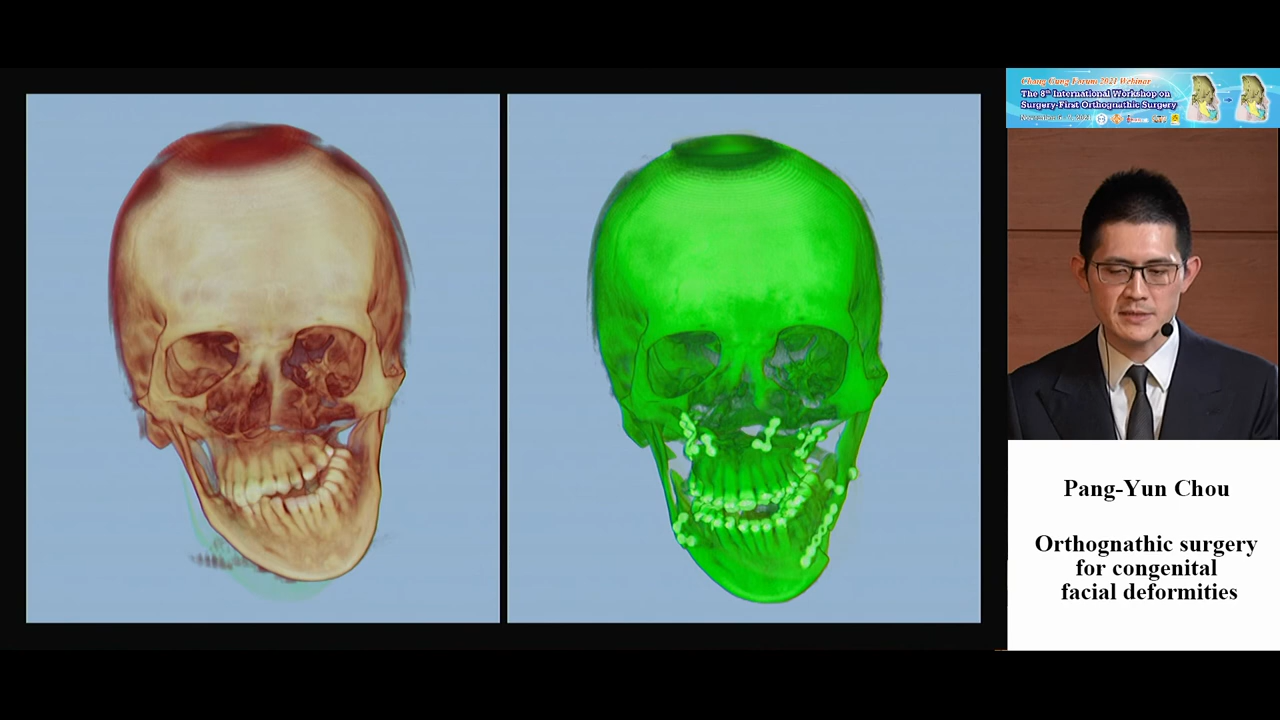 Chang Gung Forum 2021 Webinar
The 8th International Workshop on
Surgery-First Orthognathic Surgery
Pang-Yun Chou
Orthognathic surgery
for congenital
facial deformities